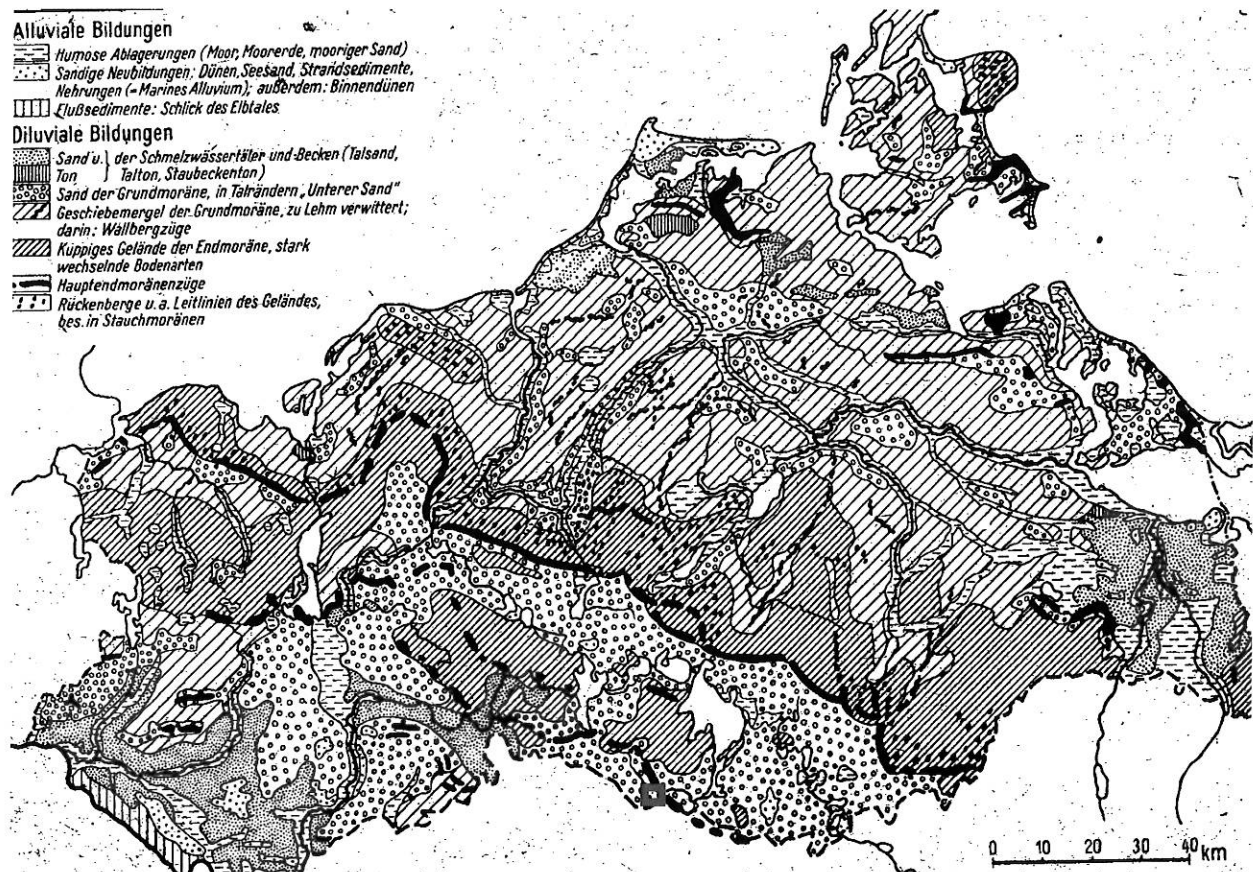 Alluviale Bildungen
Humose Ablagerungen (Moor, Moorerde, mooriger Sand)
Sandige Neubildungen: Dünen, Seesand, Strandsedimente,
Nehrungen (= Marines Alluvium); außerdem: Binnendünen
Flußsedimente: Schlick des Elbtales
Diluviale Bildungen
Sand u. } der Schmelzwässertäler und Becken (Talsand,
Ton } Talton, Staubeckenton)
Sand der Grundmoräne, in Talrändern „Unterer Sand"
Geschiebemergel der Grundmoräne, zu Lehm verwittert;
darin: Wallbergzüge
Kuppiges Gelände der Endmoräne, stark
wechselnde Bodenarten
Hauptendmoränenzüge
Rückenberge u. a. Leitlinien des Geländes,
bes. in Stauchmoränen
0 10 20 30 40 km